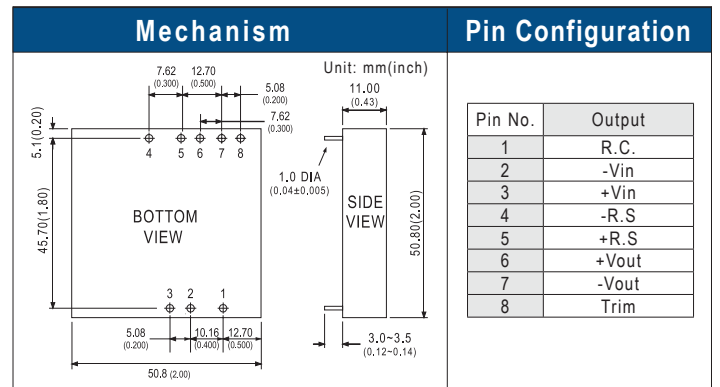 Mechanism
Pin Configuration
Unit: mm(inch)
7.62
(0.300)
12.70
(0.500)
5.08
(0.200)
7.62
(0.300)
11.00
(0.43)
5.1(0.20)
4 5 6 7 8
1.0 DIA
(0.04±0.005)
45.70(1.80)
BOTTOM
VIEW
SIDE
VIEW
50.80(2.00)
3 2 1
5.08
(0.200)
10.16
(0.400)
12.70
(0.500)
3.0~3.5
(0.12~0.14)
50.8 (2.00)
Pin No. Output
1 R.C.
2 -Vin
3 +Vin
4 -R.S
5 +R.S
6 +Vout
7 -Vout
8 Trim